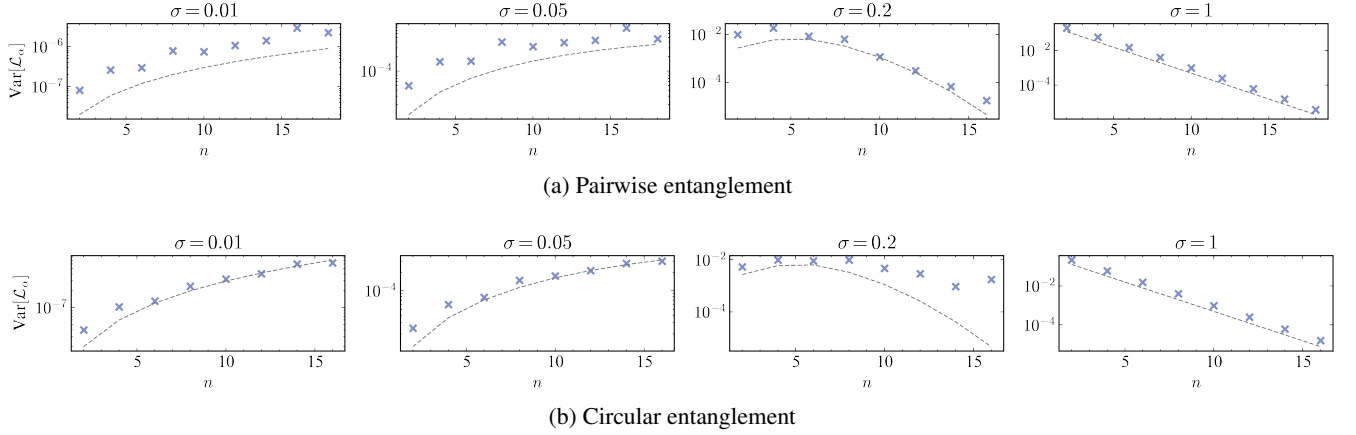 σ = 0.01 σ = 0.05 σ = 0.2 σ = 1
Var[ℒ_α]
10⁻⁶
10⁻⁷
5 10 15
n
10⁻⁴
5 10 15
n
10⁻²
10⁻⁴
5 10 15
n
10⁻²
10⁻⁴
5 10 15
n
(a) Pairwise entanglement
σ = 0.01 σ = 0.05 σ = 0.2 σ = 1
Var[ℒ_α]
10⁻⁷
5 10 15
n
10⁻⁴
5 10 15
n
10⁻²
10⁻⁴
5 10 15
n
10⁻²
10⁻⁴
5 10 15
n
(b) Circular entanglement